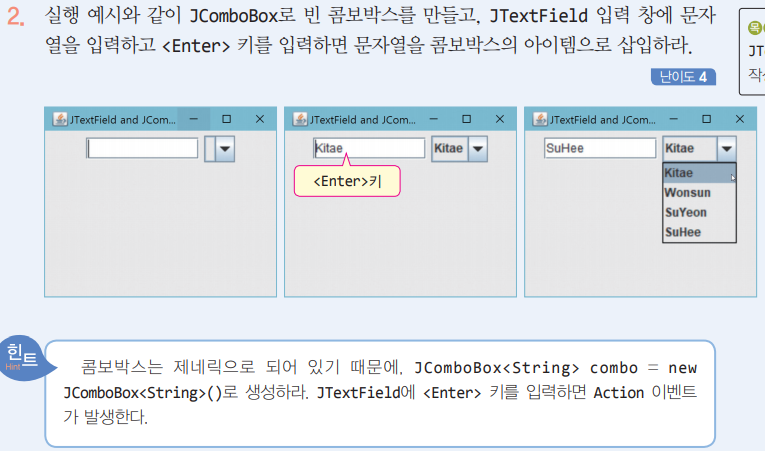 2. 실행 예시와 같이 JComboBox로 빈 콤보박스를 만들고, JTextField 입력 창에 문자
열을 입력하고 <Enter> 키를 입력하면 문자열을 콤보박스의 아이템으로 삽입하라.
난이도 4
JTextField and JCom...
JTextField and JCom...
Kitae
Kitae
<Enter>키
JTextField and JCom...
SuHee
Kitae
Kitae
Wonsun
SuYeon
SuHee
힌트
Hint
콤보박스는 제네릭으로 되어 있기 때문에, JComboBox<String> combo = new
JComboBox<String>()로 생성하라. JTextField에 <Enter> 키를 입력하면 Action 이벤트
가 발생한다.